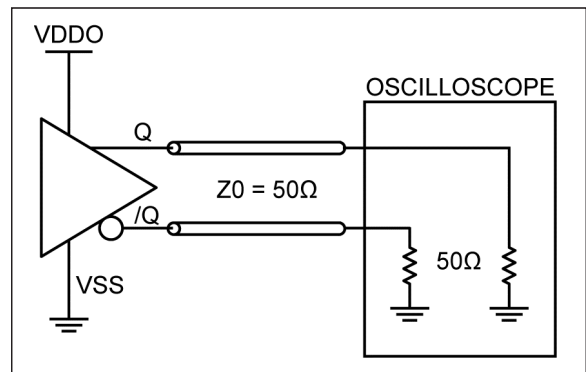 VDDO
OSCILLOSCOPE
Q
Z0 = 50Ω
/Q
50Ω
VSS